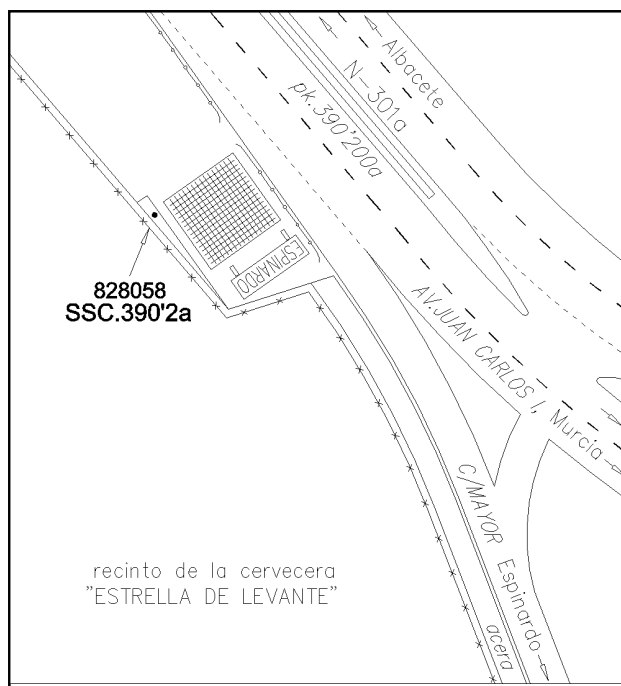 Albacete
N-301a
pk.390'200a
ESPINARDO
828058
SSC.390'2a
AV.JUAN CARLOS I, Murcia
C/MAYOR Espinardo
recinto de la cervecera
"ESTRELLA DE LEVANTE"
acera